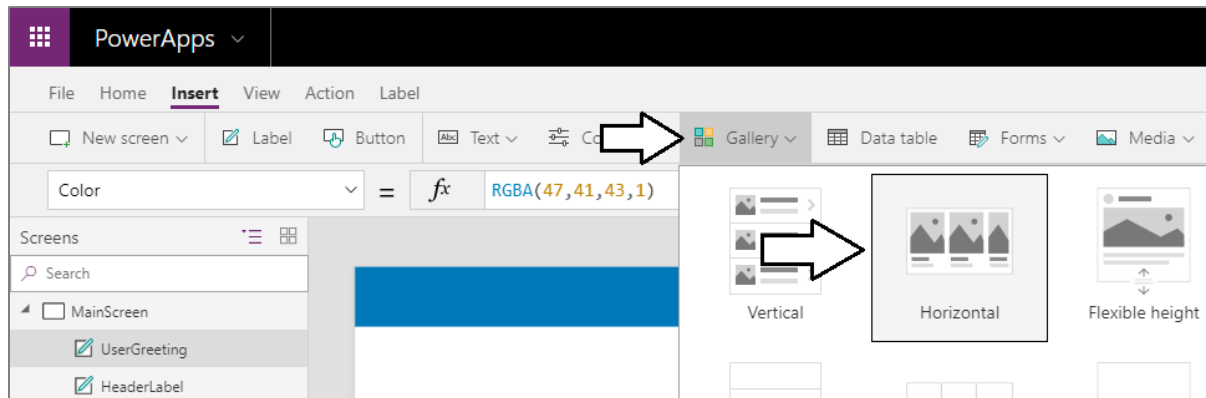 PowerApps
File Home Insert View Action Label
New screen Label Button Abc Text Gallery Data table Forms Media
Color = fx RGBA(47,41,43,1)
Screens
Search
Vertical Horizontal Flexible height
MainScreen
UserGreeting
HeaderLabel